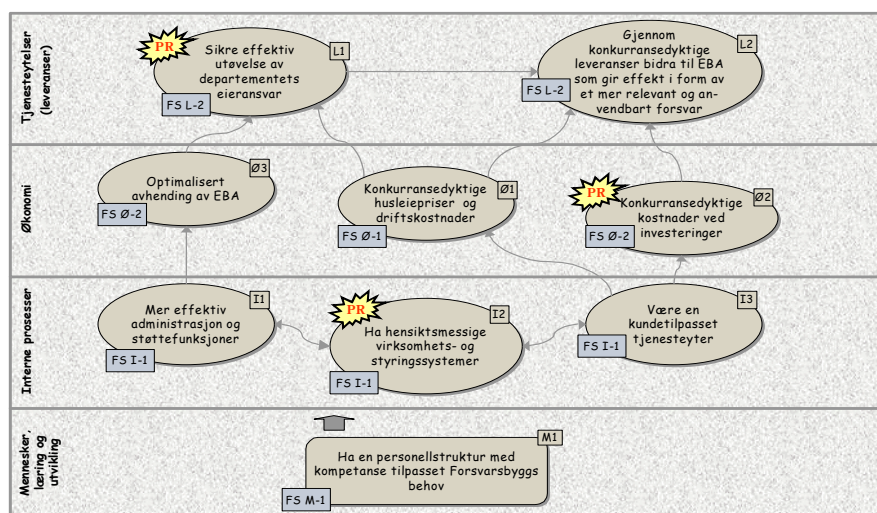 Tjenesteytelser
(leveranser)
PR
Sikre effektiv
utøvelse av
departementets
eieransvar
L1
FS L-2
Gjennom
konkurransedyktige
leveranser bidra til EBA
som gir effekt i form av
et mer relevant og an-
vendbart forsvar
L2
FS L-2
Økonomi
Optimalisert
avhending av EBA
Ø3
FS Ø-2
Konkurransedyktige
husleiepriser og
driftskostnader
Ø1
FS Ø-1
PR
Konkurransedyktige
kostnader ved
investeringer
Ø2
FS Ø-2
Interne prosesser
Mer effektiv
administrasjon og
støttefunksjoner
I1
FS I-1
PR
Ha hensiktsmessige
virksomhets- og
styringssystemer
I2
FS I-1
Være en
kundetilpasset
tjenesteyter
I3
FS I-1
Mennesker,
læring og
utvikling
Ha en personellstruktur med
kompetanse tilpasset Forsvarsbyggs
behov
M1
FS M-1